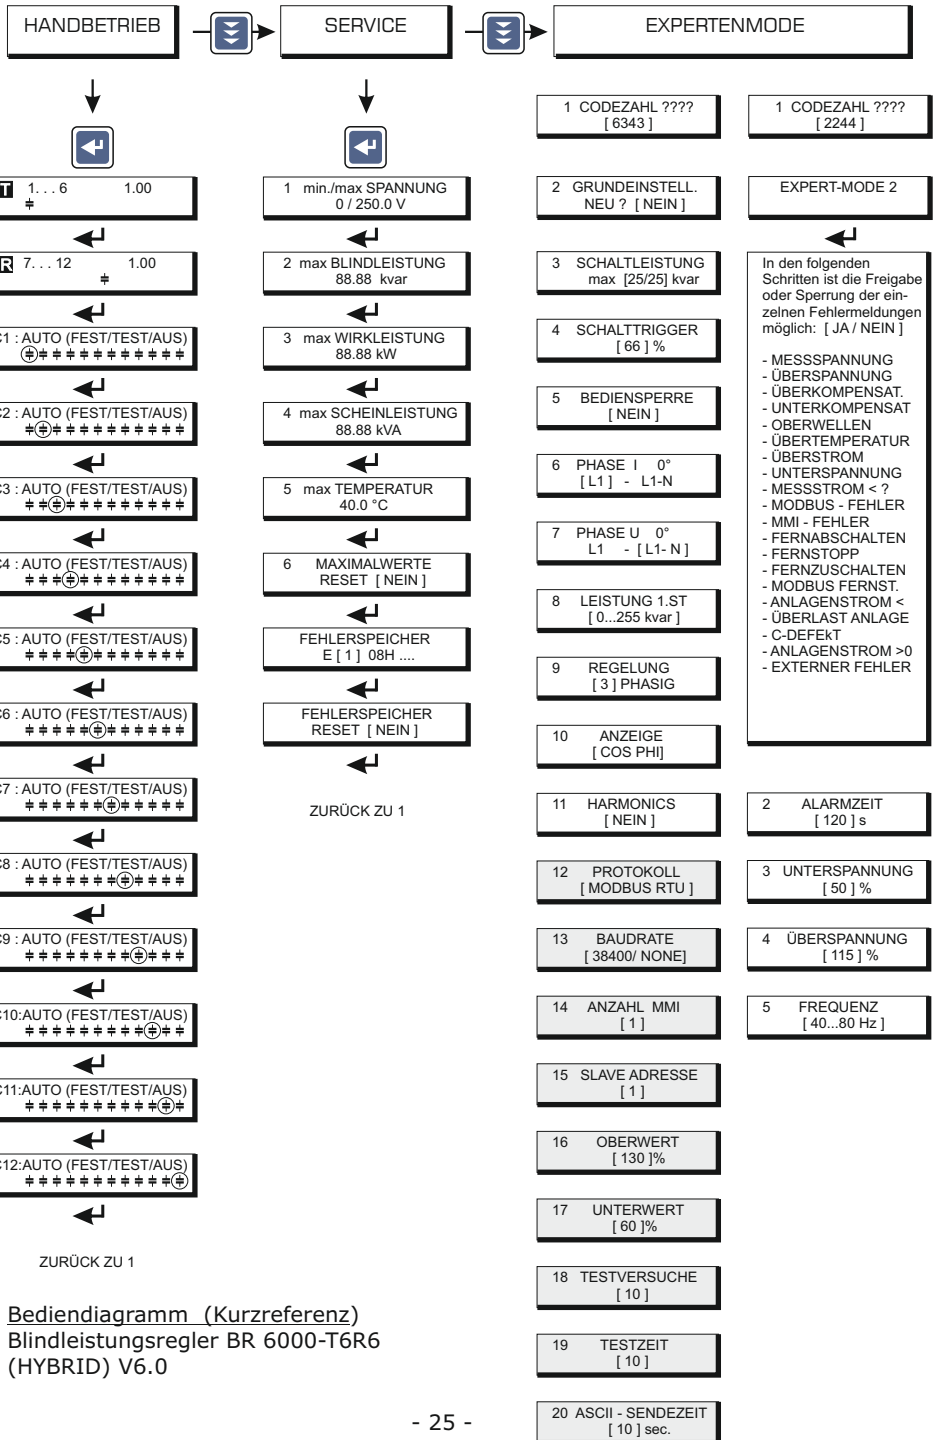 HANDBETRIEB
SERVICE
EXPERTENMODE
T 1. . . 6 1.00
R 7. . . 12 1.00
C1 : AUTO (FEST/TEST/AUS)
C2 : AUTO (FEST/TEST/AUS)
C3 : AUTO (FEST/TEST/AUS)
C4 : AUTO (FEST/TEST/AUS)
C5 : AUTO (FEST/TEST/AUS)
C6 : AUTO (FEST/TEST/AUS)
C7 : AUTO (FEST/TEST/AUS)
C8 : AUTO (FEST/TEST/AUS)
C9 : AUTO (FEST/TEST/AUS)
C10:AUTO (FEST/TEST/AUS)
C11:AUTO (FEST/TEST/AUS)
C12:AUTO (FEST/TEST/AUS)
ZURÜCK ZU 1
1 min./max SPANNUNG
0 / 250.0 V
2 max BLINDLEISTUNG
88.88 kvar
3 max WIRKLEISTUNG
88.88 kW
4 max SCHEINLEISTUNG
88.88 kVA
5 max TEMPERATUR
40.0 °C
6 MAXIMALWERTE
RESET [ NEIN ]
FEHLERSPEICHER
E [ 1 ] 08H ....
FEHLERSPEICHER
RESET [ NEIN ]
ZURÜCK ZU 1
1 CODEZAHL ????
[ 6343 ]
2 GRUNDEINSTELL.
NEU ? [ NEIN ]
3 SCHALTLEISTUNG
max [25/25] kvar
4 SCHALTTRIGGER
[ 66 ] %
5 BEDIENSPERRE
[ NEIN ]
6 PHASE I 0°
[ L1 ] - L1-N
7 PHASE U 0°
L1 - [ L1- N ]
8 LEISTUNG 1.ST
[ 0...255 kvar ]
9 REGELUNG
[ 3 ] PHASIG
10 ANZEIGE
[ COS PHI]
11 HARMONICS
[ NEIN ]
12 PROTOKOLL
[ MODBUS RTU ]
13 BAUDRATE
[ 38400/ NONE]
14 ANZAHL MMI
[ 1 ]
15 SLAVE ADRESSE
[ 1 ]
16 OBERWERT
[ 130 ]%
17 UNTERWERT
[ 60 ]%
18 TESTVERSUCHE
[ 10 ]
19 TESTZEIT
[ 10 ]
20 ASCII - SENDEZEIT
[ 10 ] sec.
1 CODEZAHL ????
[ 2244 ]
EXPERT-MODE 2
In den folgenden
Schritten ist die Freigabe
oder Sperrung der ein-
zelnen Fehlermeldungen
möglich: [ JA / NEIN ]
- MESSSPANNUNG
- ÜBERSPANNUNG
- ÜBERKOMPENSAT.
- UNTERKOMPENSAT
- OBERWELLEN
- ÜBERTEMPERATUR
- ÜBERSTROM
- UNTERSPANNUNG
- MESSSTROM < ?
- MODBUS - FEHLER
- MMI - FEHLER
- FERNABSCHALTEN
- FERNSTOPP
- FERNZUSCHALTEN
- MODBUS FERNST.
- ANLAGENSTROM <
- ÜBERLAST ANLAGE
- C-DEFEkT
- ANLAGENSTROM >0
- EXTERNER FEHLER
2 ALARMZEIT
[ 120 ] s
3 UNTERSPANNUNG
[ 50 ] %
4 ÜBERSPANNUNG
[ 115 ] %
5 FREQUENZ
[ 40...80 Hz ]
Bediendiagramm (Kurzreferenz)
Blindleistungsregler BR 6000-T6R6
(HYBRID) V6.0
- 25 -